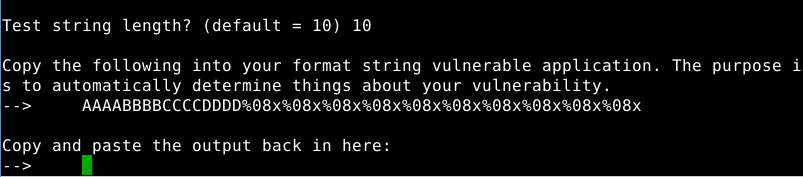 Test string length? (default = 10) 10
Copy the following into your format string vulnerable application. The purpose i
s to automatically determine things about your vulnerability.
-->     AAAABBBBCCCCDDDD%08x%08x%08x%08x%08x%08x%08x%08x%08x%08x
Copy and paste the output back in here:
-->